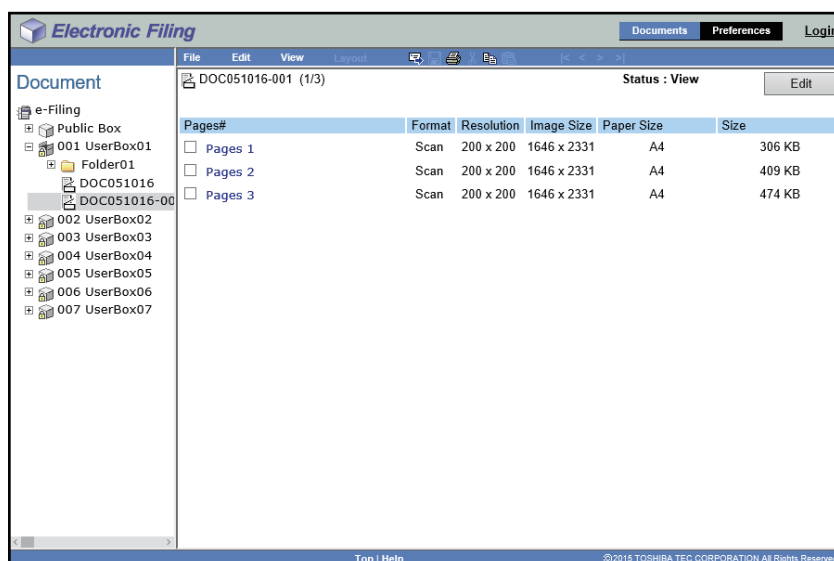 Electronic Filing
Documents Preferences Login
File Edit View Layout |< < > >|
Document
DOC051016-001 (1/3) Status : View Edit
e-Filing
Public Box
001 UserBox01
Folder01
DOC051016
DOC051016-00
002 UserBox02
003 UserBox03
004 UserBox04
005 UserBox05
006 UserBox06
007 UserBox07
Pages# Format Resolution Image Size Paper Size Size
Pages 1 Scan 200 x 200 1646 x 2331 A4 306 KB
Pages 2 Scan 200 x 200 1646 x 2331 A4 409 KB
Pages 3 Scan 200 x 200 1646 x 2331 A4 474 KB
Top | Help ©2015 TOSHIBA TEC CORPORATION All Rights Reserved